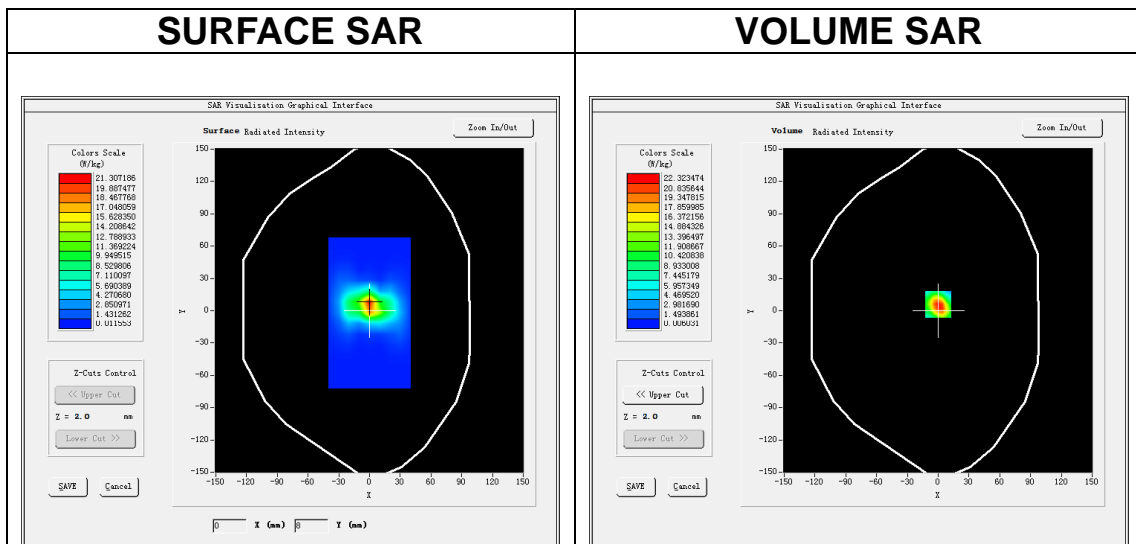 SURFACE SAR
VOLUME SAR
SAR Visualisation Graphical Interface
Surface Radiated Intensity
Zoom In/Out
Colors Scale
(W/kg)
21.307186
19.887477
18.467768
17.048059
15.628350
14.208642
12.788933
11.369224
9.949515
8.529806
7.110097
5.690389
4.270680
2.850971
1.431262
0.011553
Z-Cuts Control
<< Upper Cut
Z = 2.0 mm
Lower Cut >>
SAVE Cancel
150
120
90
60
30
0
-30
-60
-90
-120
-150
Y
-150 -120 -90 -60 -30 0 30 60 90 120 150
X
0 X (mm) 8 Y (mm)
SAR Visualisation Graphical Interface
Volume Radiated Intensity
Zoom In/Out
Colors Scale
(W/kg)
22.323474
20.835644
19.347815
17.859985
16.372156
14.884326
13.396497
11.908667
10.420838
8.933008
7.445179
5.957349
4.469520
2.981690
1.493861
0.006031
Z-Cuts Control
<< Upper Cut
Z = 2.0 mm
Lower Cut >>
SAVE Cancel
150
120
90
60
30
0
-30
-60
-90
-120
-150
Y
-150 -120 -90 -60 -30 0 30 60 90 120 150
X